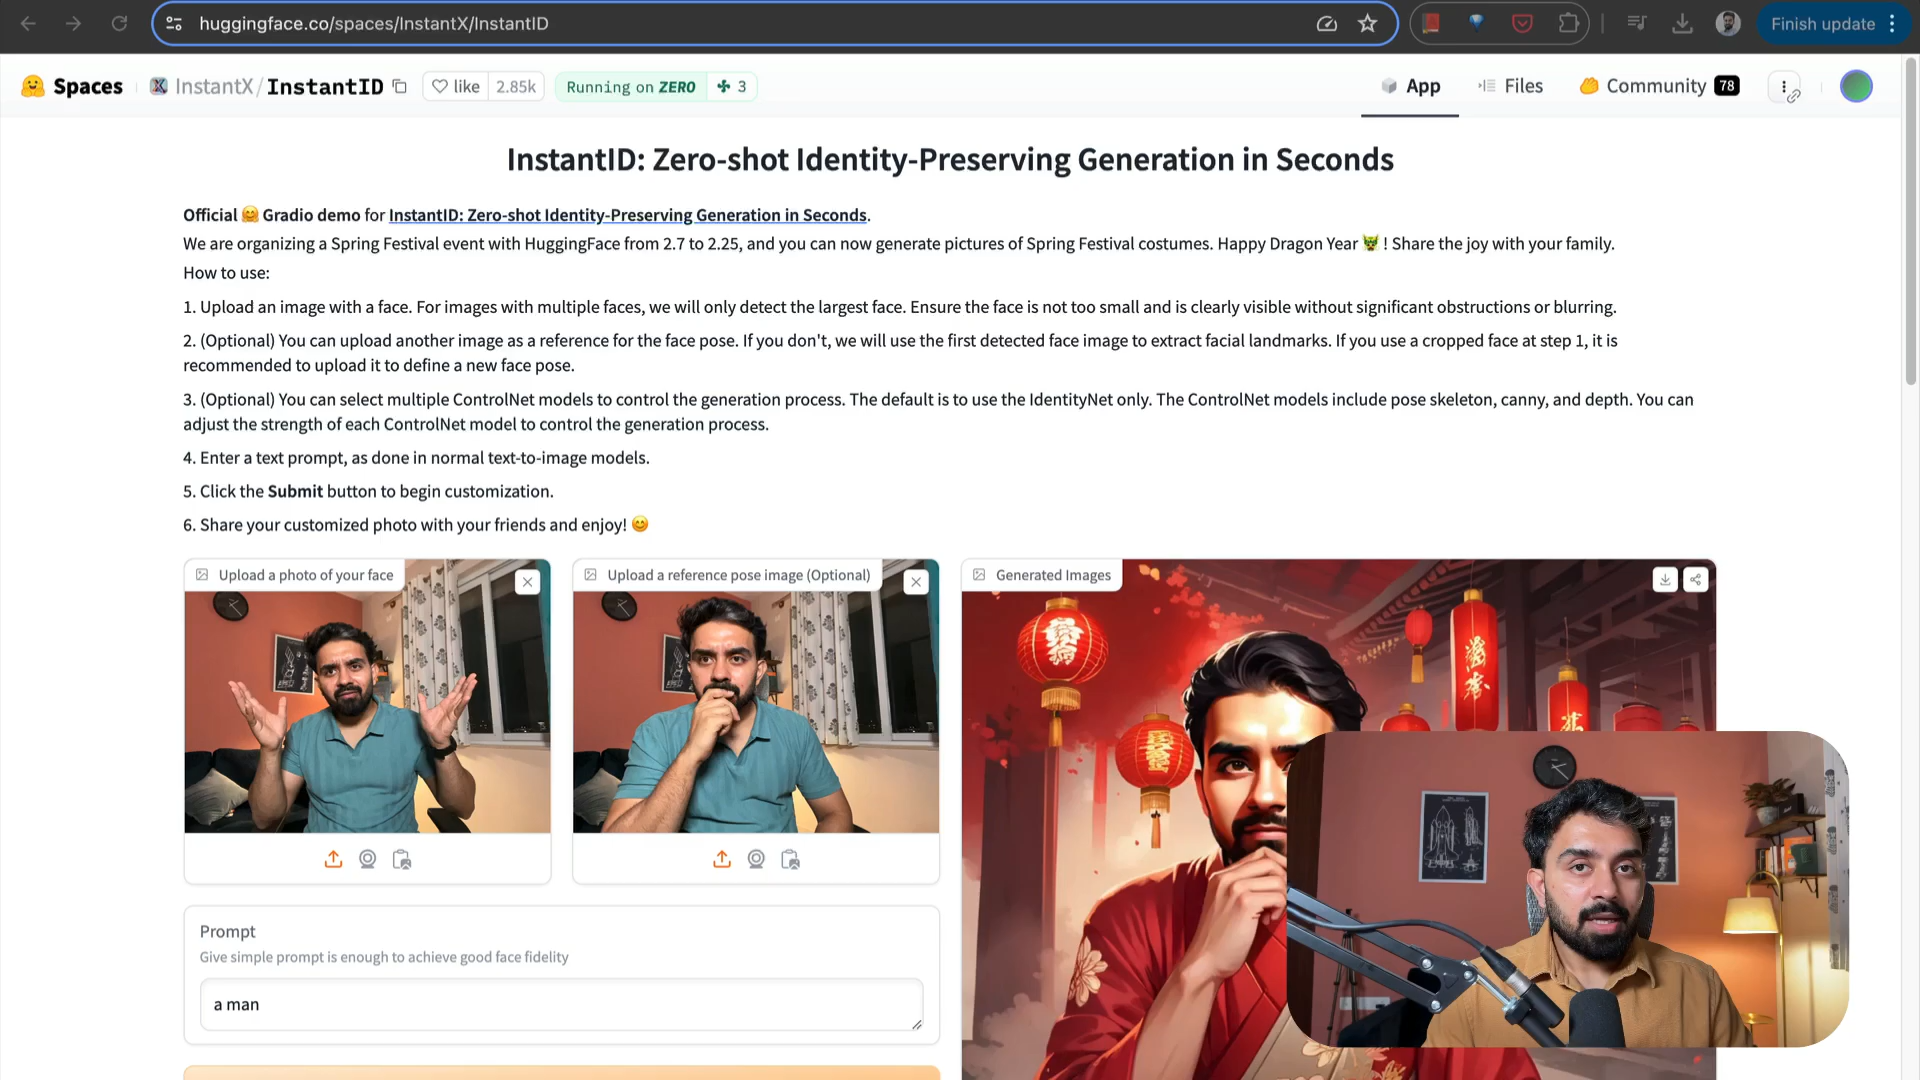 huggingface.co/spaces/InstantX/InstantID
Finish update
Spaces
InstantX/InstantID
like 2.85k
Running on ZERO
3
App
Files
Community 78
InstantID: Zero-shot Identity-Preserving Generation in Seconds
Official 🤗 Gradio demo for InstantID: Zero-shot Identity-Preserving Generation in Seconds.
We are organizing a Spring Festival event with HuggingFace from 2.7 to 2.25, and you can now generate pictures of Spring Festival costumes. Happy Dragon Year 🐲 ! Share the joy with your family.
How to use:
1. Upload an image with a face. For images with multiple faces, we will only detect the largest face. Ensure the face is not too small and is clearly visible without significant obstructions or blurring.
2. (Optional) You can upload another image as a reference for the face pose. If you don't, we will use the first detected face image to extract facial landmarks. If you use a cropped face at step 1, it is
recommended to upload it to define a new face pose.
3. (Optional) You can select multiple ControlNet models to control the generation process. The default is to use the IdentityNet only. The ControlNet models include pose skeleton, canny, and depth. You can
adjust the strength of each ControlNet model to control the generation process.
4. Enter a text prompt, as done in normal text-to-image models.
5. Click the Submit button to begin customization.
6. Share your customized photo with your friends and enjoy! 😊
Upload a photo of your face
Upload a reference pose image (Optional)
Generated Images
Prompt
Give simple prompt is enough to achieve good face fidelity
a man